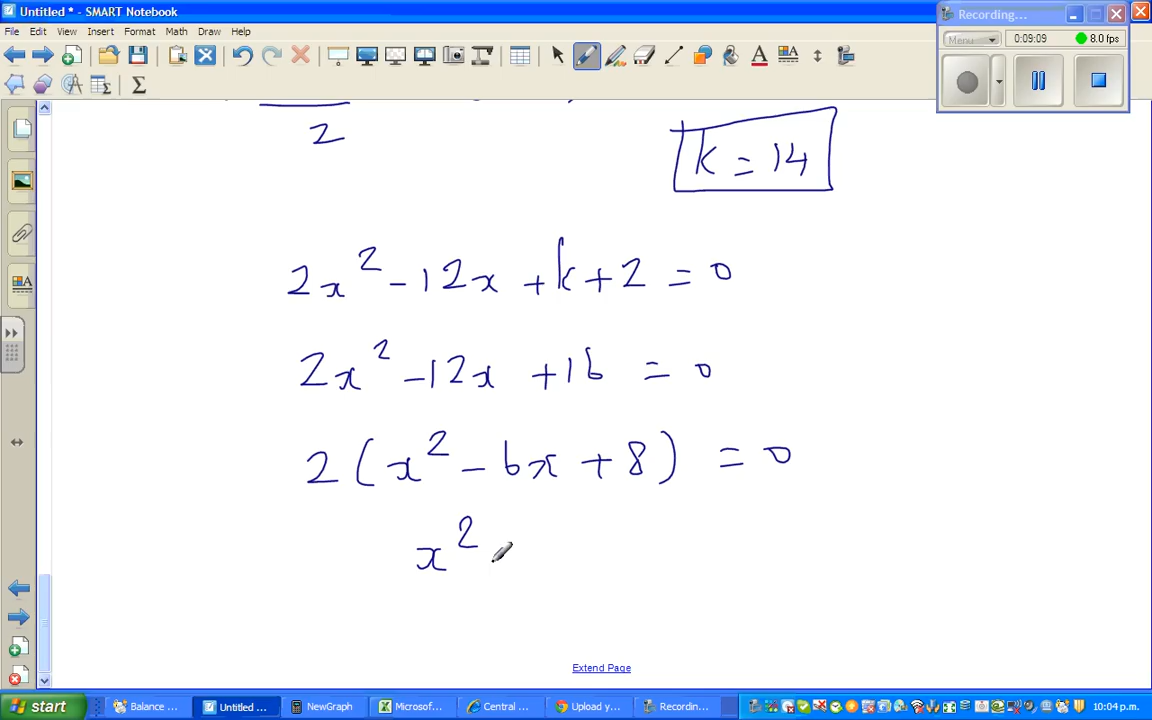 Untitled * - SMART Notebook
Recording...
File Edit View Insert Format Math Draw Help
Menu
0:09:09
8.0 fps
2
k = 14
2x² - 12x + k + 2 = 0
2x² - 12x + 16 = 0
2(x² - 6x + 8) = 0
x²
Extend Page
start
Balance ...
Untitled ...
NewGraph
Microsof...
Central ...
Upload y...
Recordin...
10:04 p.m.